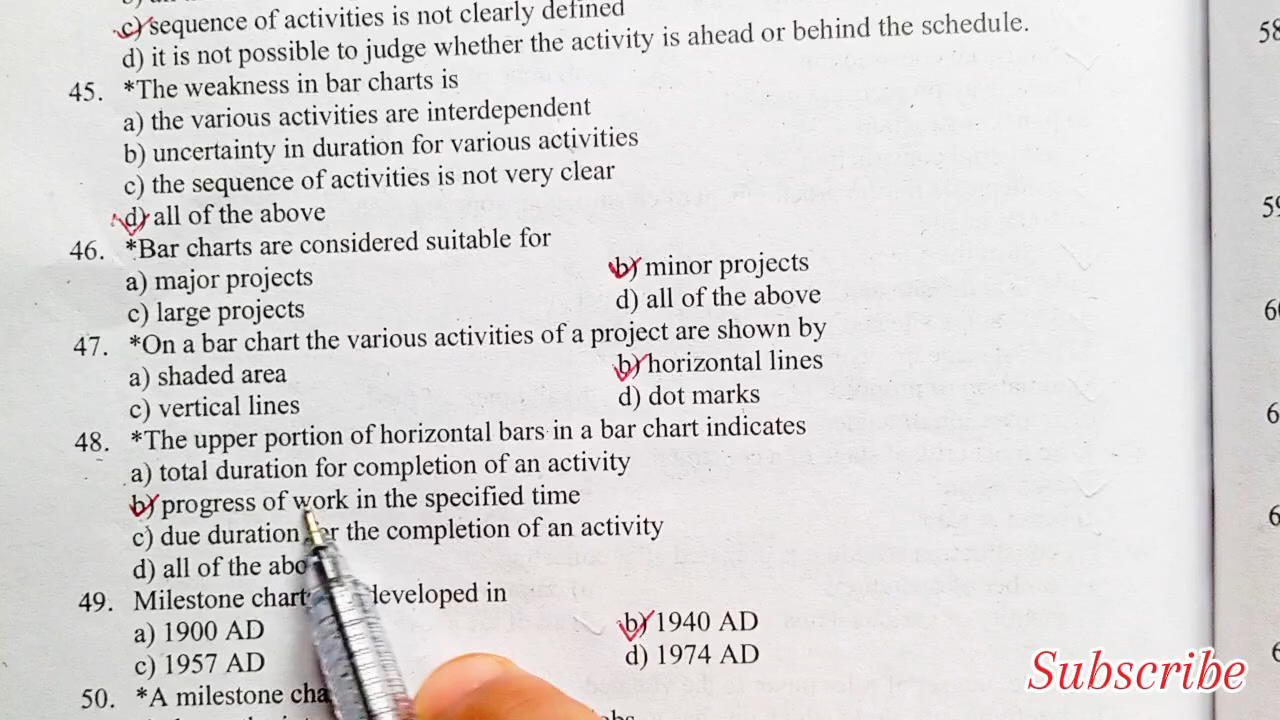 c) sequence of activities is not clearly defined
d) it is not possible to judge whether the activity is ahead or behind the schedule.
45. *The weakness in bar charts is
a) the various activities are interdependent
b) uncertainty in duration for various activities
c) the sequence of activities is not very clear
d) all of the above
46. *Bar charts are considered suitable for
a) major projects
b) minor projects
c) large projects
d) all of the above
47. *On a bar chart the various activities of a project are shown by
a) shaded area
b) horizontal lines
c) vertical lines
d) dot marks
48. *The upper portion of horizontal bars in a bar chart indicates
a) total duration for completion of an activity
b) progress of work in the specified time
c) due duration the completion of an activity
d) all of the
49. Milestone chart developed in
a) 1900 AD
b) 1940 AD
c) 1957 AD
d) 1974 AD
50. *A milestone
58
59
Subscribe